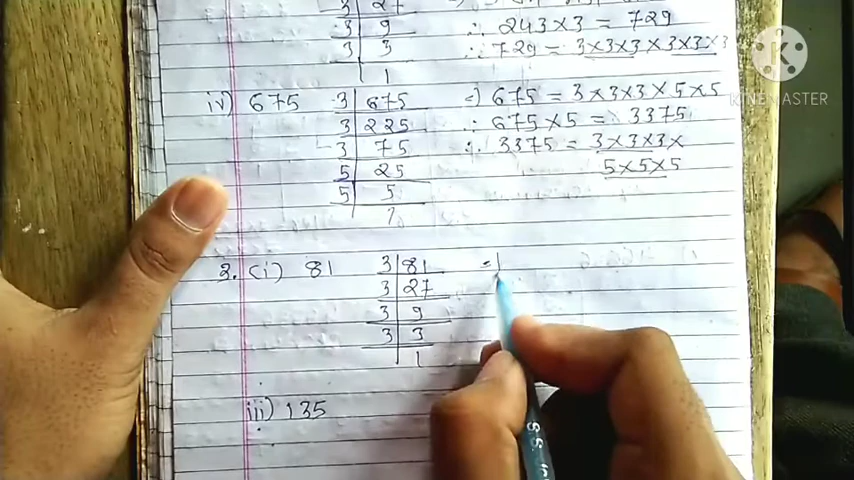 3 27
3 9 ∴ 243×3 = 729
3 3 ∴ 729 = 3×3×3×3×3×3
1
iv) 675 3 675 => 675 = 3×3×3×5×5
3 225 ∴ 675×5 = 3375
3 75 ∴ 3375 = 3×3×3×
5 25 5×5×5
5 5
1
KINEMASTER
3. (i) 81 3 81 =
3 27
3 9
3 3
1
iii) 135